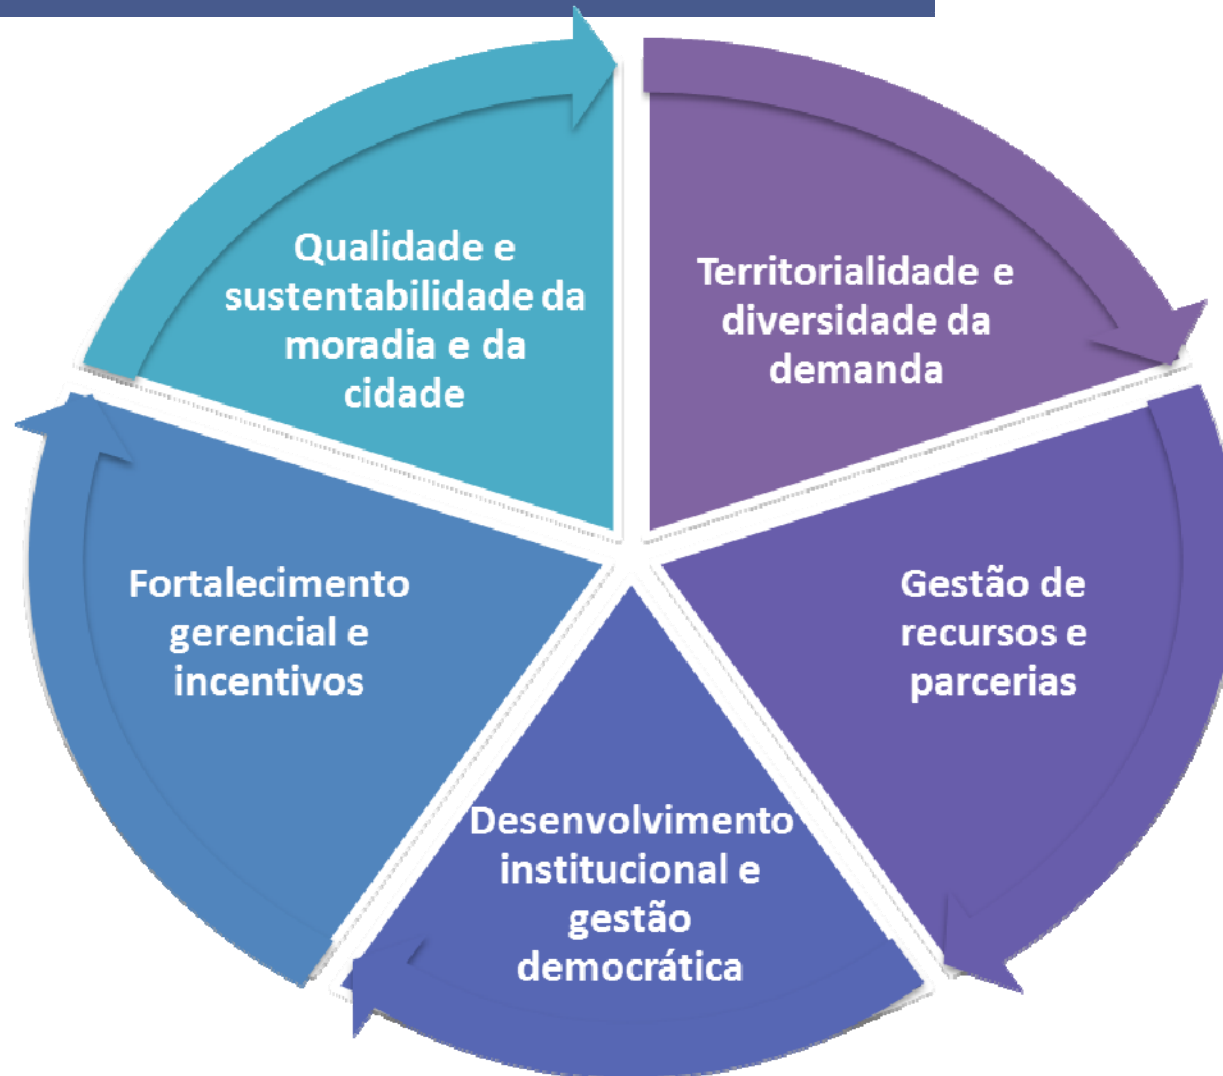 Qualidade e
sustentabilidade da
moradia e da
cidade
Territorialidade e
diversidade da
demanda
Fortalecimento
gerencial e
incentivos
Gestão de
recursos e
parcerias
Desenvolvimento
institucional e
gestão
democrática